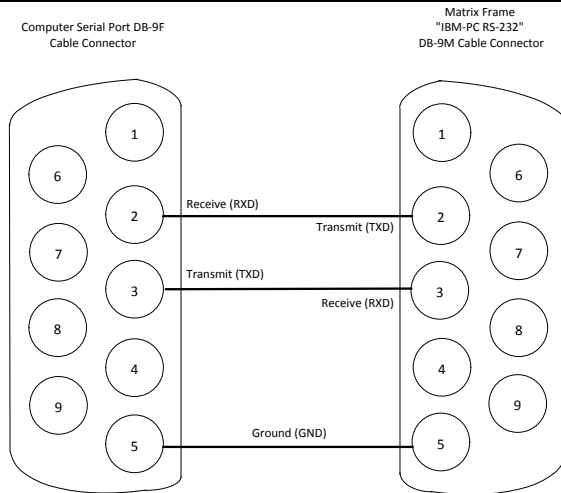 Computer Serial Port DB-9F
Cable Connector
Matrix Frame
"IBM-PC RS-232"
DB-9M Cable Connector
1
6
2
7
3
8
4
9
5
Receive (RXD)
Transmit (TXD)
Transmit (TXD)
Receive (RXD)
Ground (GND)
1
6
2
7
3
8
4
9
5